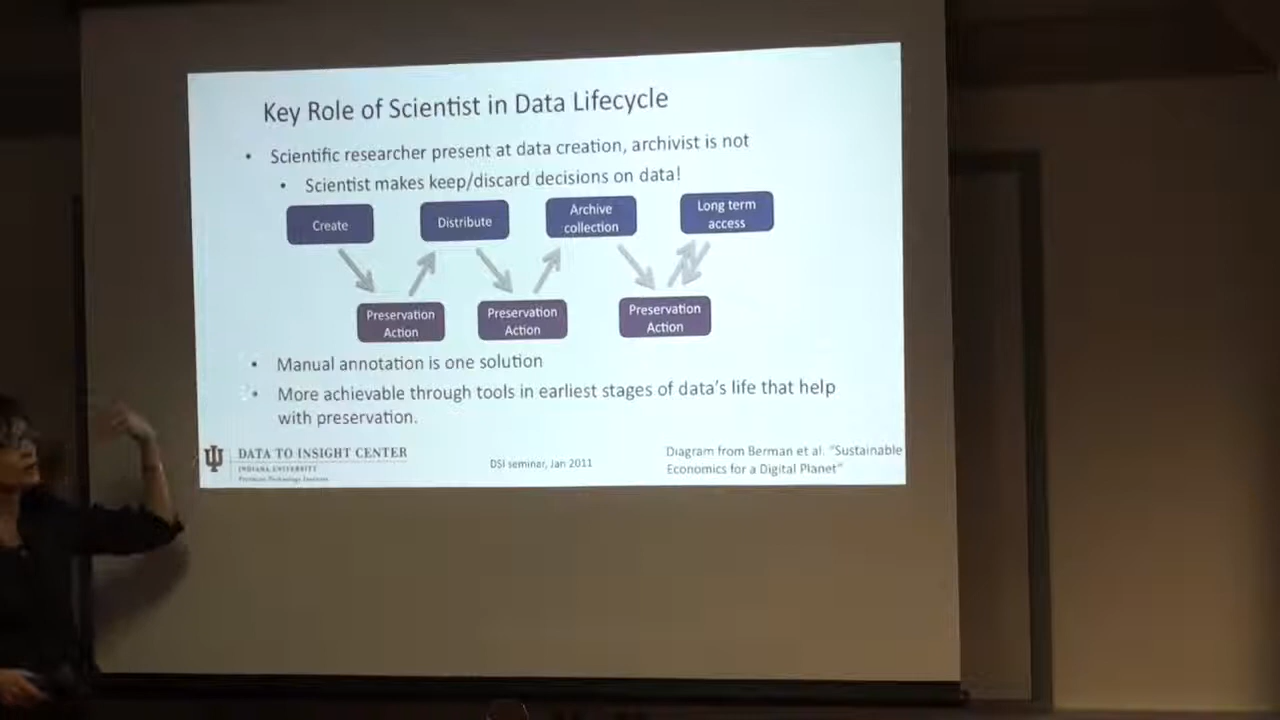 Key Role of Scientist in Data Lifecycle
• Scientific researcher present at data creation, archivist is not
• Scientist makes keep/discard decisions on data!
Create
Distribute
Archive
collection
Long term
access
Preservation
Action
Preservation
Action
Preservation
Action
• Manual annotation is one solution
• More achievable through tools in earliest stages of data's life that help
with preservation.
DATA TO INSIGHT CENTER
INDIANA UNIVERSITY
Pervasive Technology Institute
DSI seminar, Jan 2011
Diagram from Berman et al. "Sustainable
Economics for a Digital Planet"